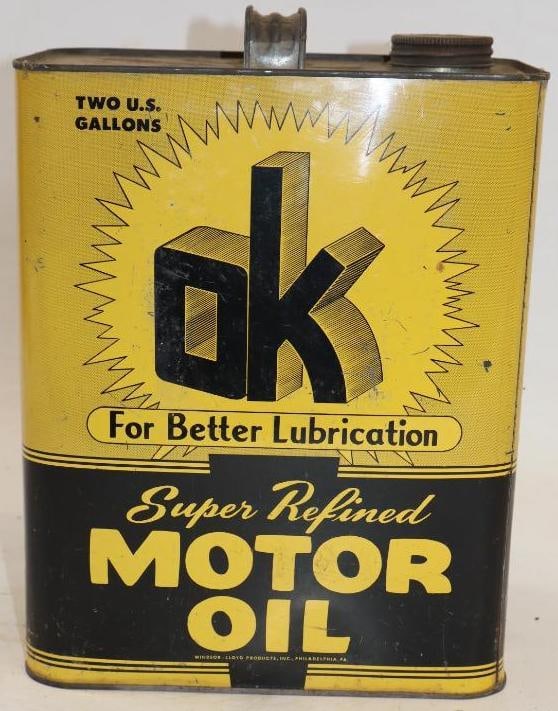 TWO U.S.
GALLONS
ok
For Better Lubrication
Super Refined
MOTOR
OIL
WINDSOR-LLOYD PRODUCTS, INC., PHILADELPHIA, PA.